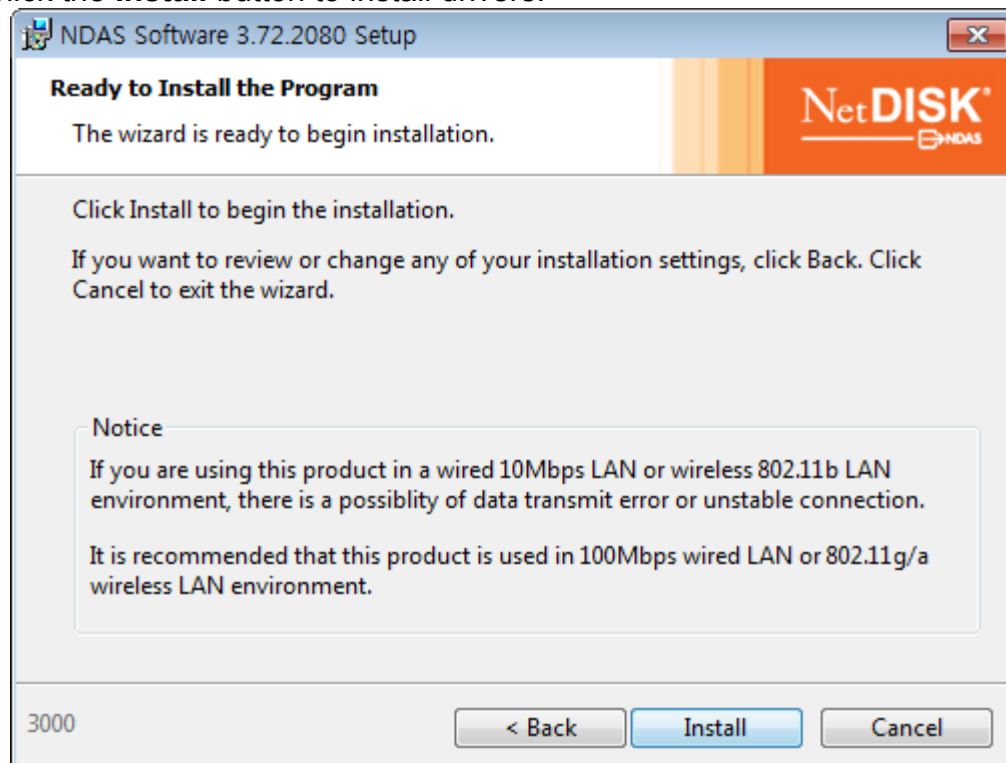 install button to install drivers.
NDAS Software 3.72.2080 Setup
Ready to Install the Program
The wizard is ready to begin installation.
NetDISK
NDAS
Click Install to begin the installation.
If you want to review or change any of your installation settings, click Back. Click
Cancel to exit the wizard.
Notice
If you are using this product in a wired 10Mbps LAN or wireless 802.11b LAN
environment, there is a possiblity of data transmit error or unstable connection.
It is recommended that this product is used in 100Mbps wired LAN or 802.11g/a
wireless LAN environment.
3000
< Back
Install
Cancel